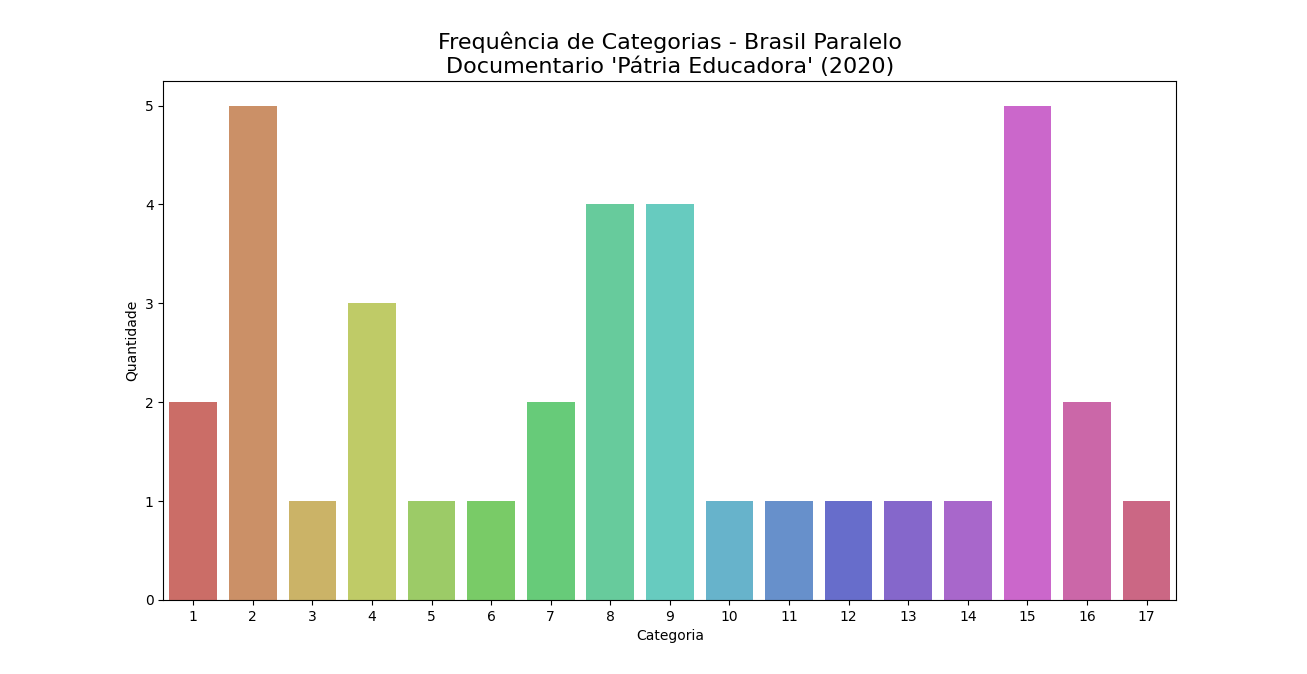 Frequência de Categorias - Brasil Paralelo
Documentario 'Pátria Educadora' (2020)
Quantidade
5
4
3
2
1
0
1 2 3 4 5 6 7 8 9 10 11 12 13 14 15 16 17
Categoria